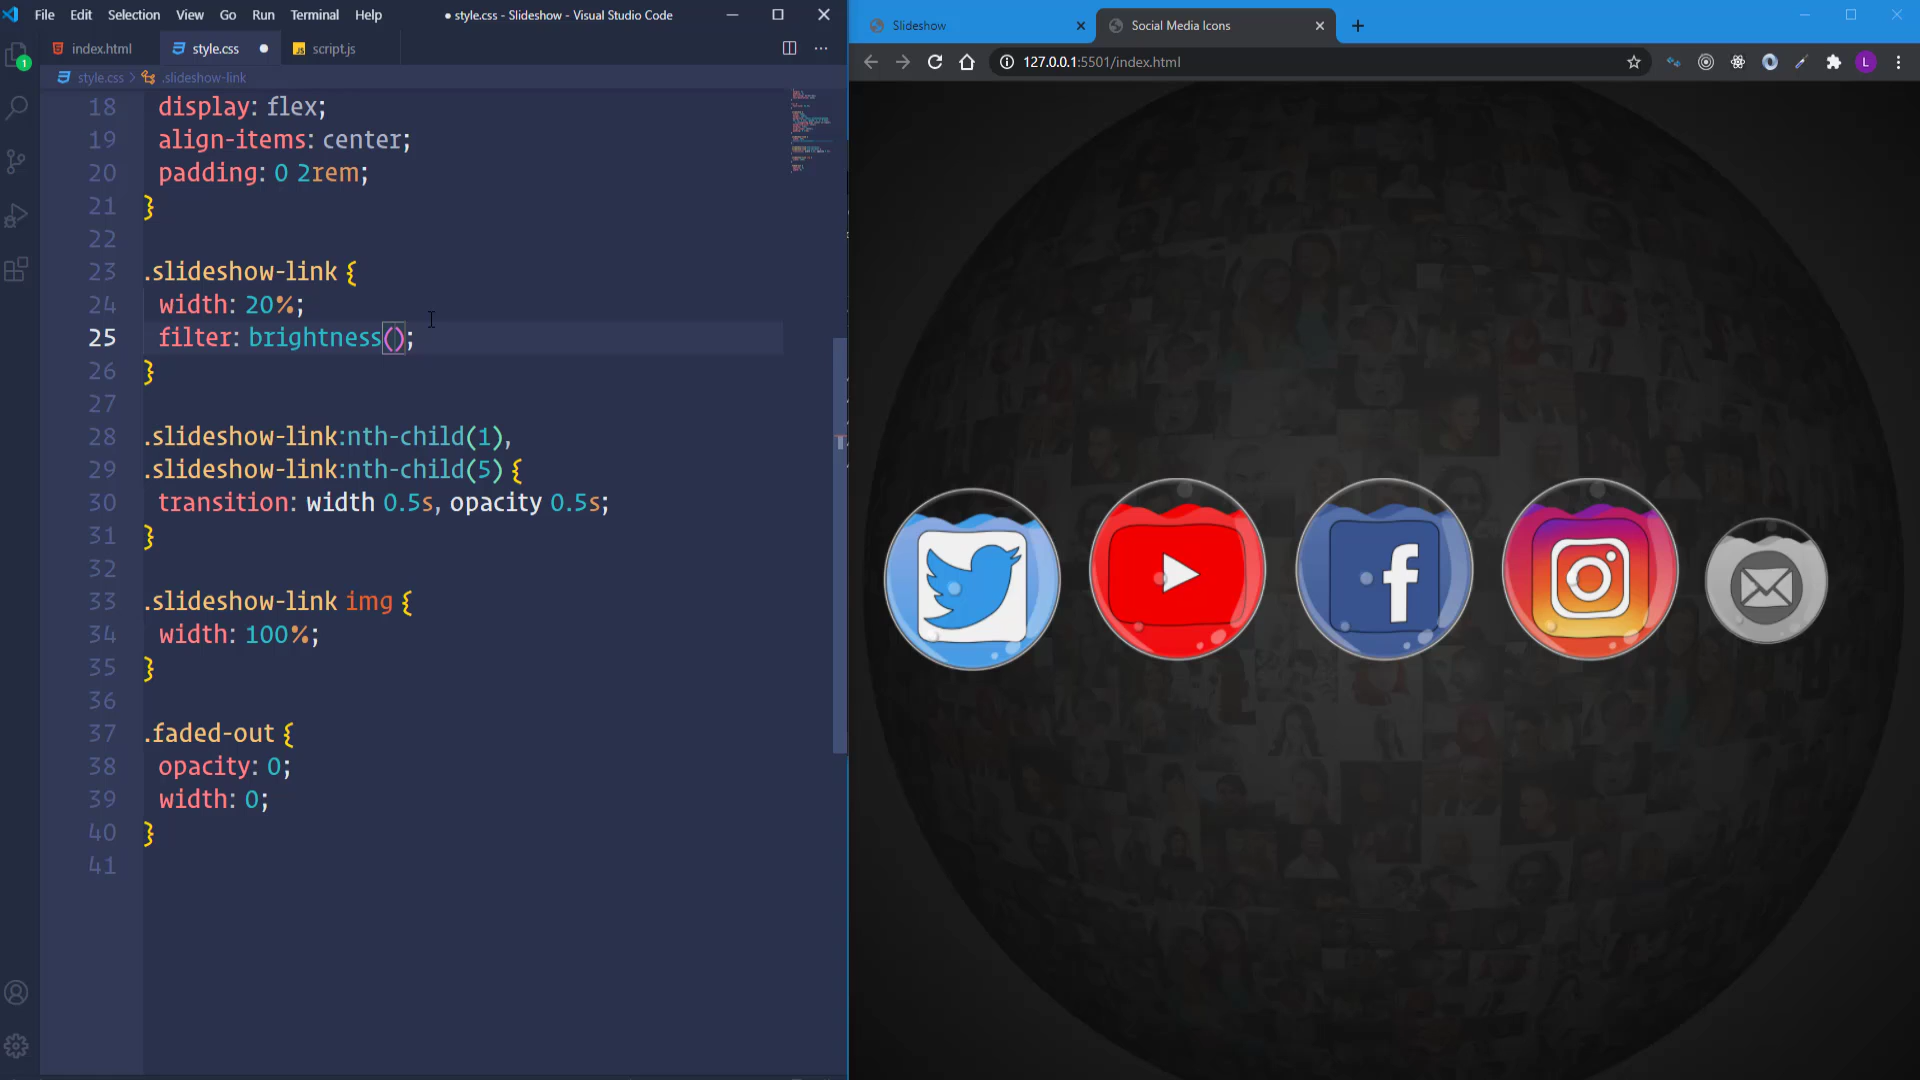 File Edit Selection View Go Run Terminal Help ● style.css - Slideshow - Visual Studio Code
index.html style.css script.js
style.css > .slideshow-link
18 display: flex;
19 align-items: center;
20 padding: 0 2rem;
21 }
22
23 .slideshow-link {
24 width: 20%;
25 filter: brightness();
26 }
27
28 .slideshow-link:nth-child(1),
29 .slideshow-link:nth-child(5) {
30 transition: width 0.5s, opacity 0.5s;
31 }
32
33 .slideshow-link img {
34 width: 100%;
35 }
36
37 .faded-out {
38 opacity: 0;
39 width: 0;
40 }
41
1
JS
Slideshow Social Media Icons
127.0.0.1:5501/index.html
L
f